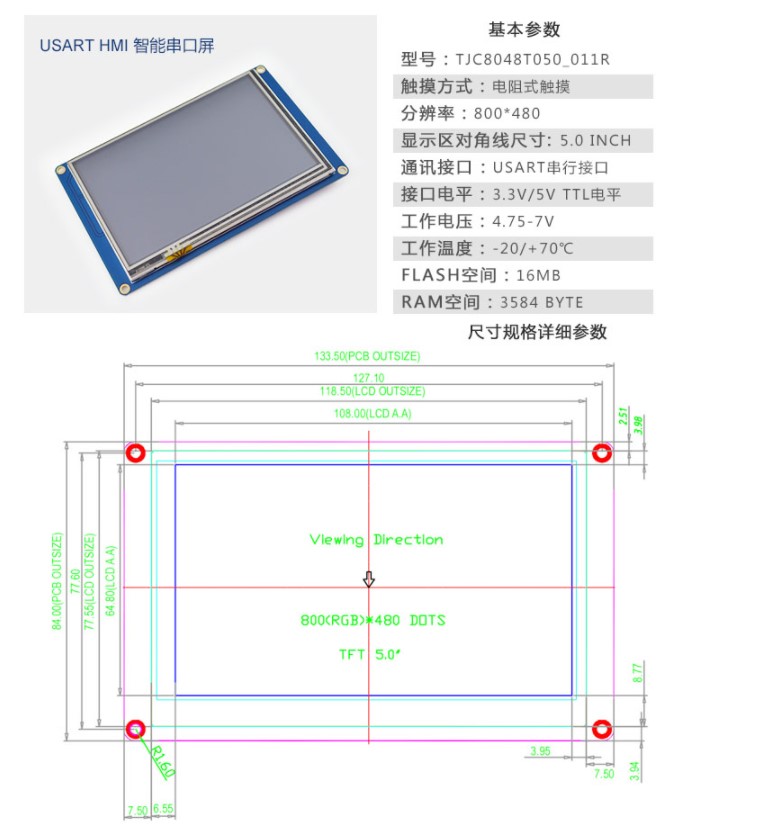 USART HMI 智能串口屏
基本参数
型号：TJC8048T050_011R
触摸方式：电阻式触摸
分辨率：800*480
显示区对角线尺寸: 5.0 INCH
通讯接口：USART串行接口
接口电平：3.3V/5V TTL电平
工作电压：4.75-7V
工作温度：-20/+70℃
FLASH空间：16MB
RAM空间：3584 BYTE
尺寸规格详细参数
133.50(PCB OUTSIZE)
127.10
118.50(LCD OUTSIZE)
108.00(LCD A.A)
2.51
3.98
84.00(PCB OUTSIZE)
77.60
77.55(LCD OUTSIZE)
64.80(LCD A.A)
Viewing Direction
800(RGB)*480 DOTS
TFT 5.0"
8.77
R1.60
3.95
7.50
3.94
7.50
6.55